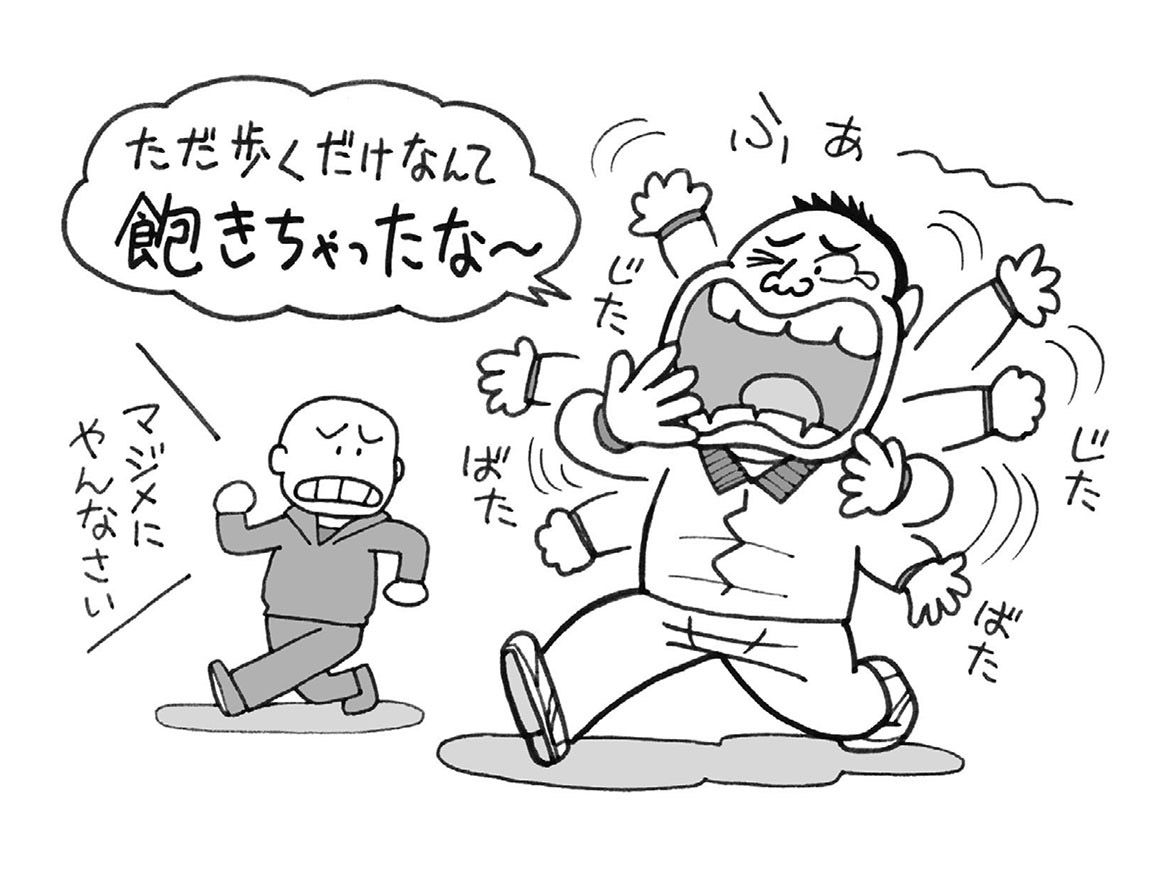 ただ歩くだけなんて
飽きちゃったな〜
ふぁ
じた
ばた
じた
ばた
マジメに
やんなさい